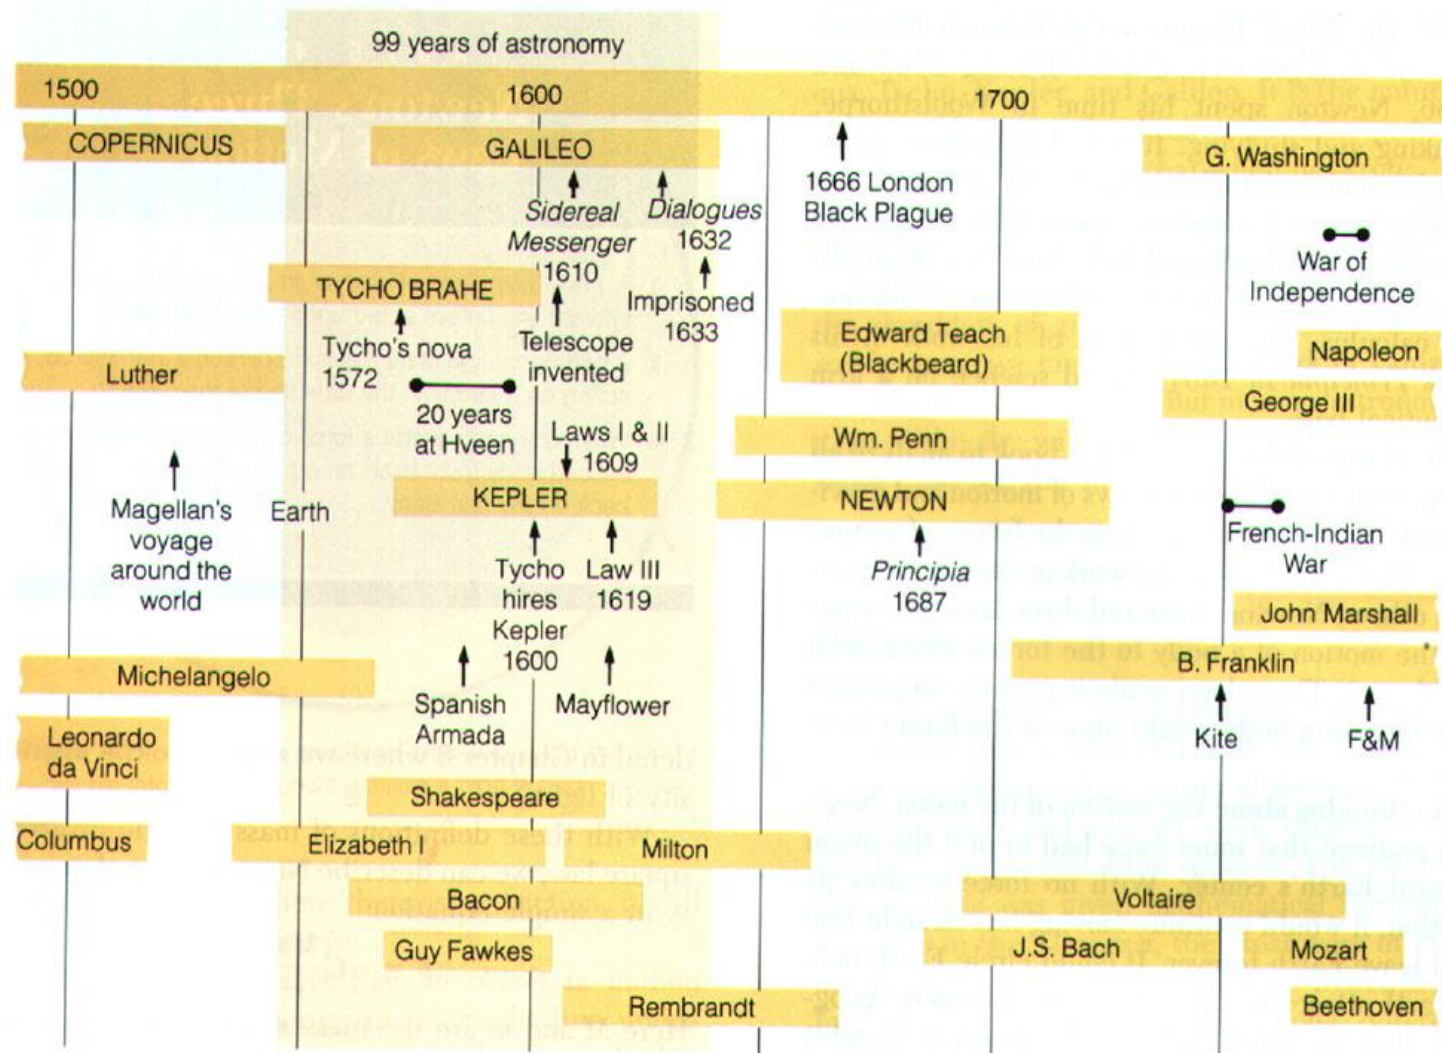 99 years of astronomy
1500
1600
1700
COPERNICUS
GALILEO
G. Washington
1666 London
Black Plague
Sidereal
Messenger
1610
Dialogues
1632
Imprisoned
1633
War of
Independence
TYCHO BRAHE
Tycho's nova
1572
Telescope
invented
Edward Teach
(Blackbeard)
Napoleon
Luther
20 years
at Hveen
George III
Laws I & II
1609
Wm. Penn
Magellan's
voyage
around the
world
Earth
KEPLER
NEWTON
French-Indian
War
Tycho
hires
Kepler
1600
Law III
1619
Principia
1687
John Marshall
Michelangelo
B. Franklin
Spanish
Armada
Mayflower
Kite
F&M
Leonardo
da Vinci
Shakespeare
Columbus
Elizabeth I
Milton
Bacon
Voltaire
Guy Fawkes
J.S. Bach
Mozart
Rembrandt
Beethoven